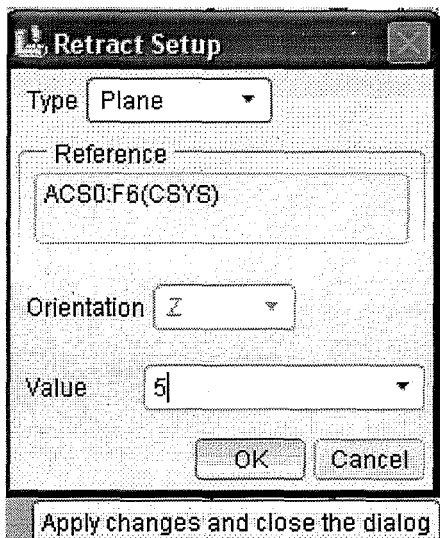 Retract Setup
Type Plane
Reference
ACS0:F6(CSYS)
Orientation Z
Value 5
OK Cancel
Apply changes and close the dialog